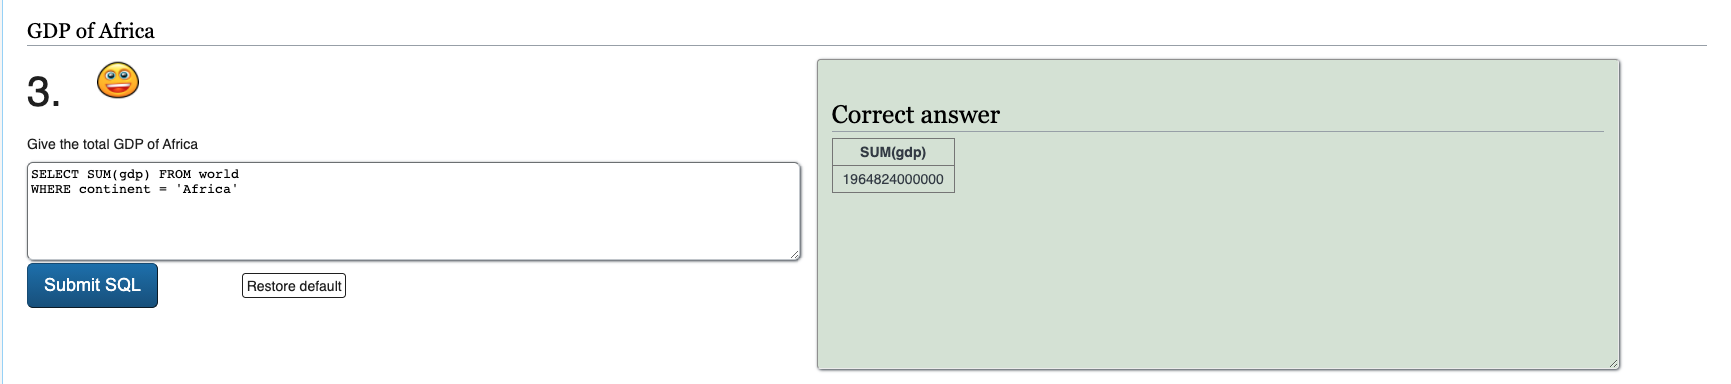 GDP of Africa
3.
Give the total GDP of Africa
SELECT SUM(gdp) FROM world
WHERE continent = 'Africa'
Submit SQL
Restore default
Correct answer
SUM(gdp)
1964824000000